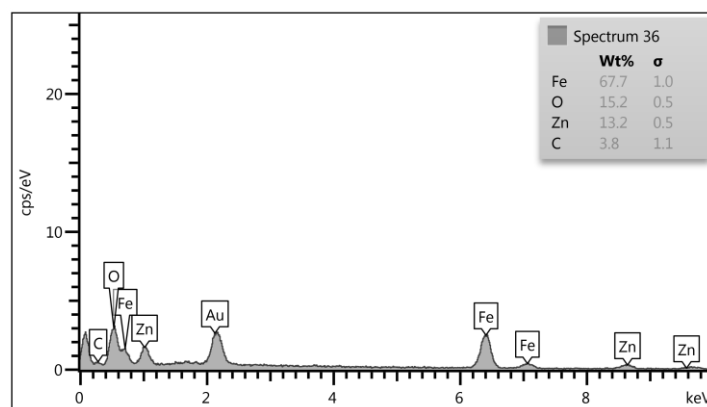 Spectrum 36
Wt% σ
Fe 67.7 1.0
O 15.2 0.5
Zn 13.2 0.5
C 3.8 1.1
20
10
0
cps/eV
O
Fe
C
Zn
Au
Fe
Fe
Zn
Zn
0 2 4 6 8 keV